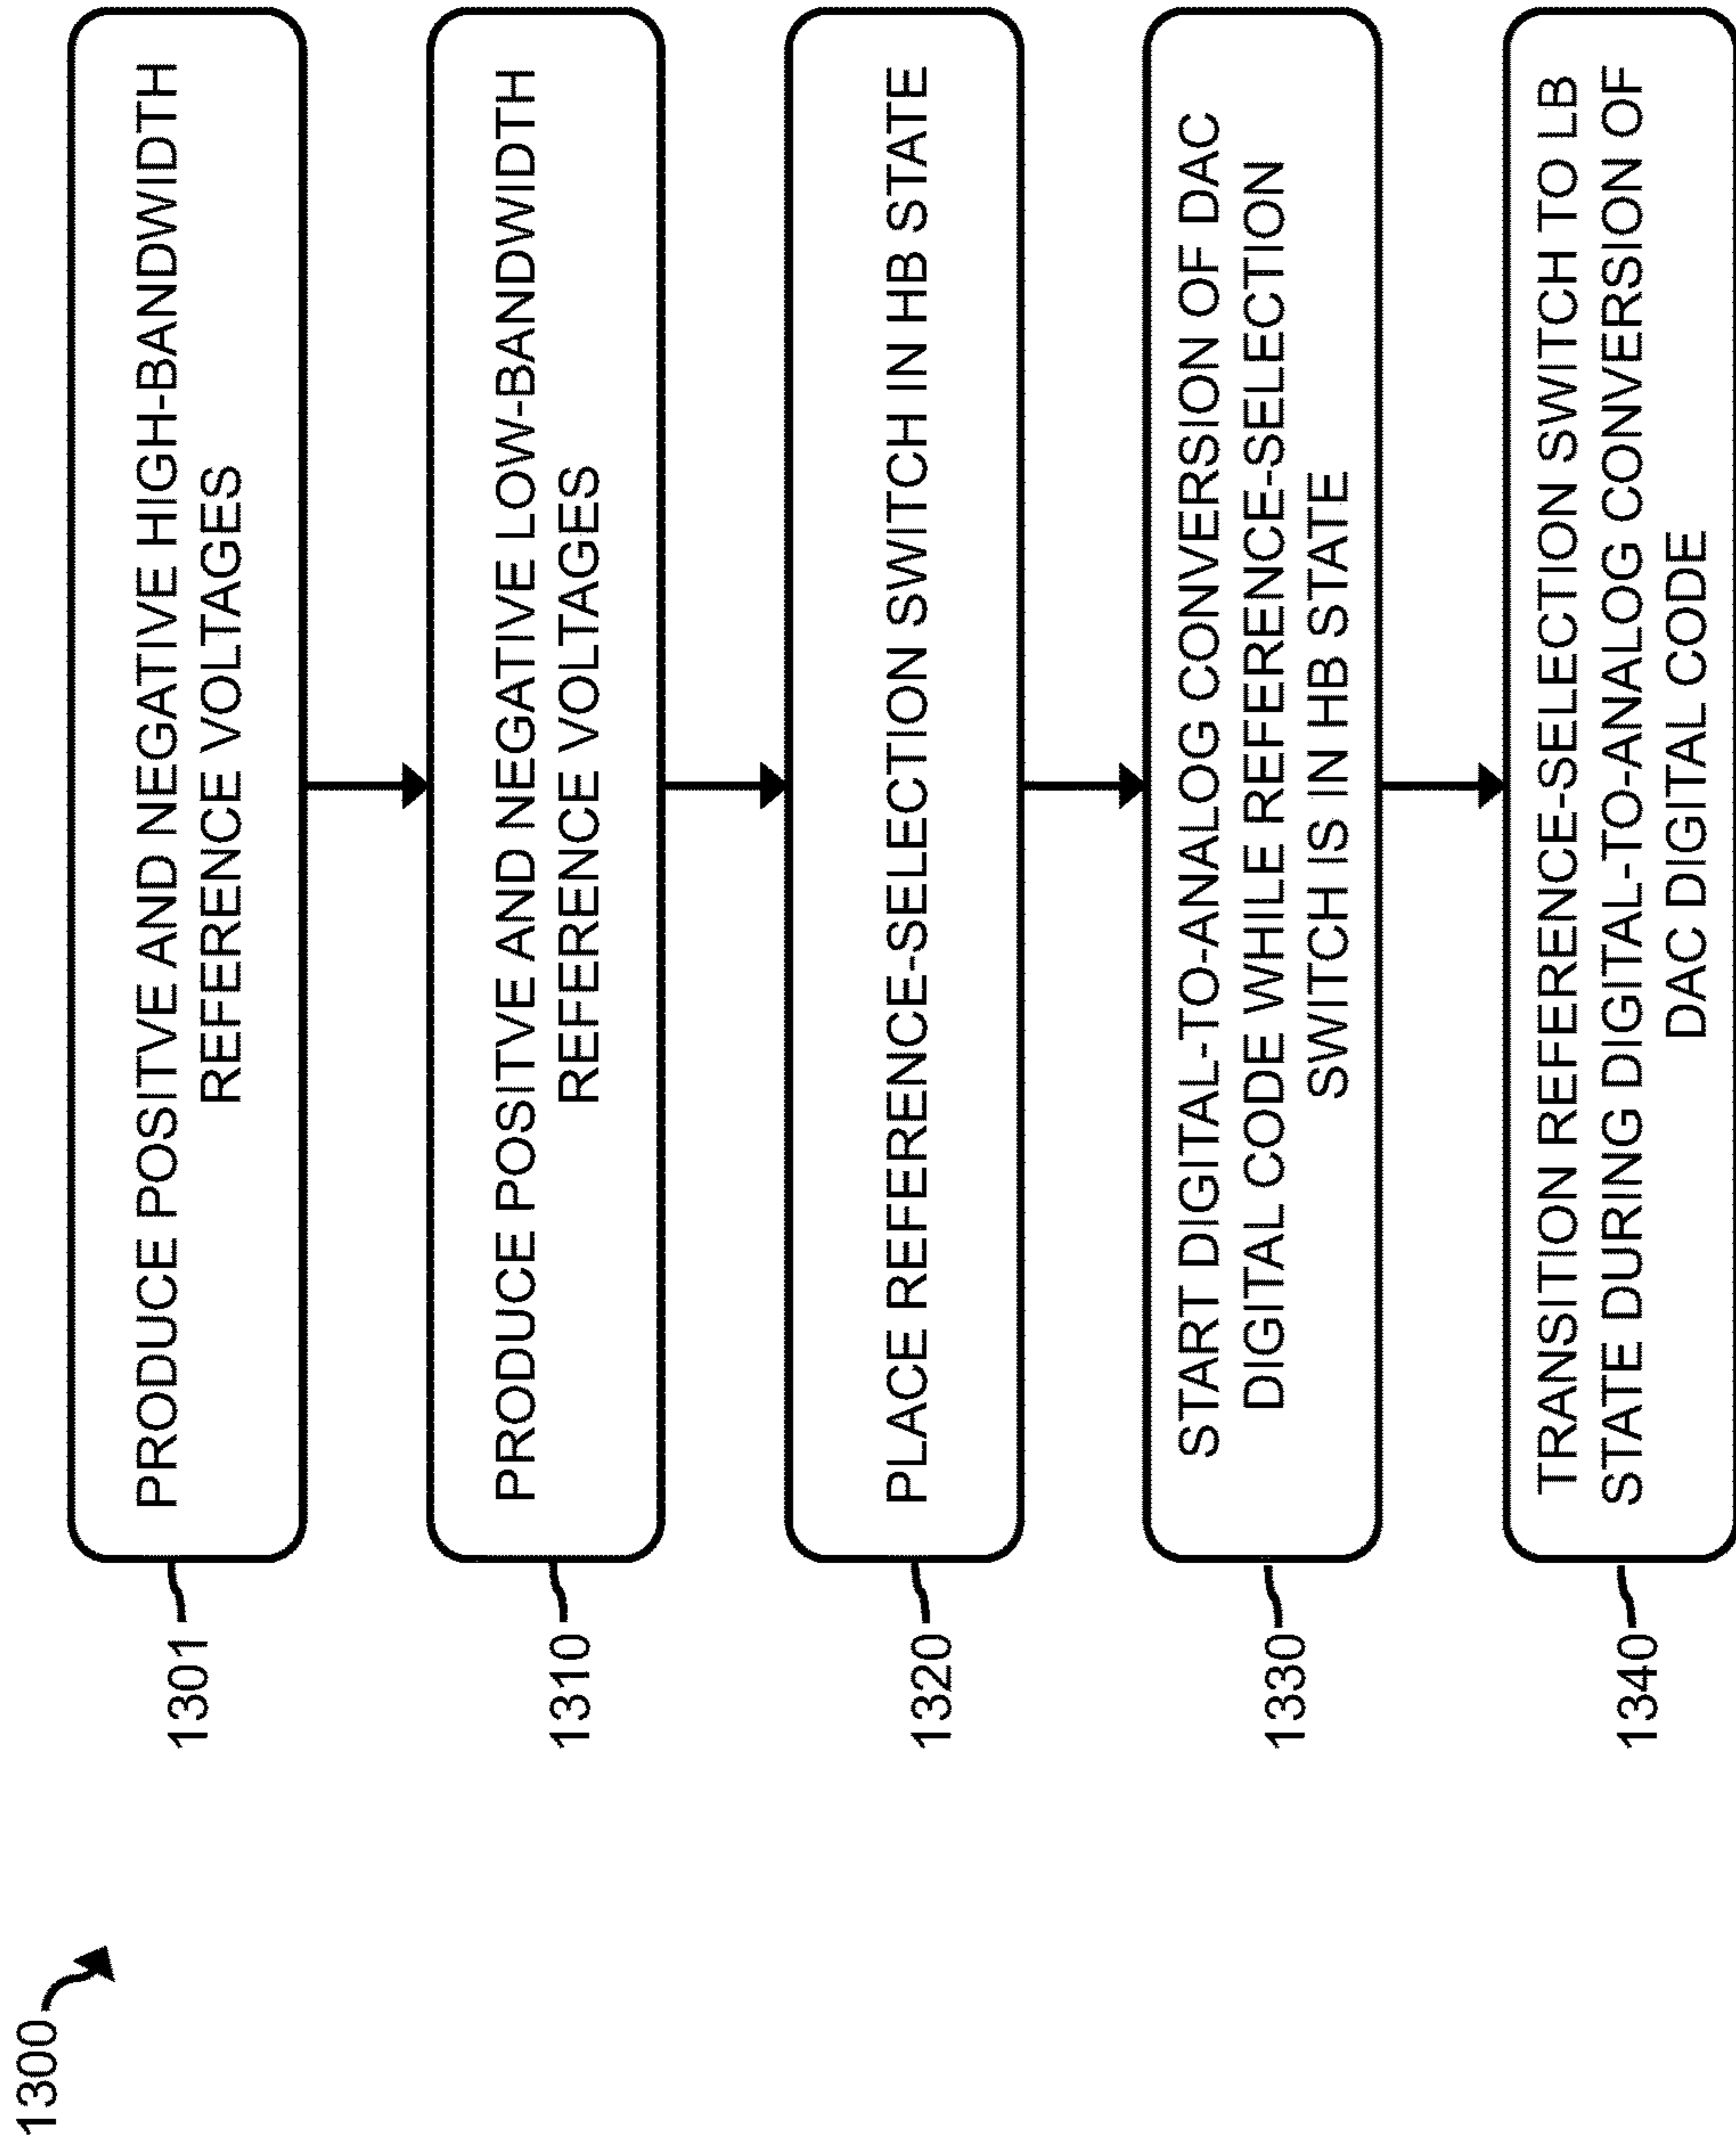 1300
1301
PRODUCE POSITVE AND NEGATIVE HIGH-BANDWIDTH
REFERENCE VOLTAGES
1310
PRODUCE POSITVE AND NEGATIVE LOW-BANDWIDTH
REFERENCE VOLTAGES
1320
PLACE REFERENCE-SELECTION SWITCH IN HB STATE
1330
START DIGITAL-TO-ANALOG CONVERSION OF DAC
DIGITAL CODE WHILE REFERENCE-SELECTION
SWITCH IS IN HB STATE
1340
TRANSITION REFERENCE-SELECTION SWITCH TO LB
STATE DURING DIGITAL-TO-ANALOG CONVERSION OF
DAC DIGITAL CODE